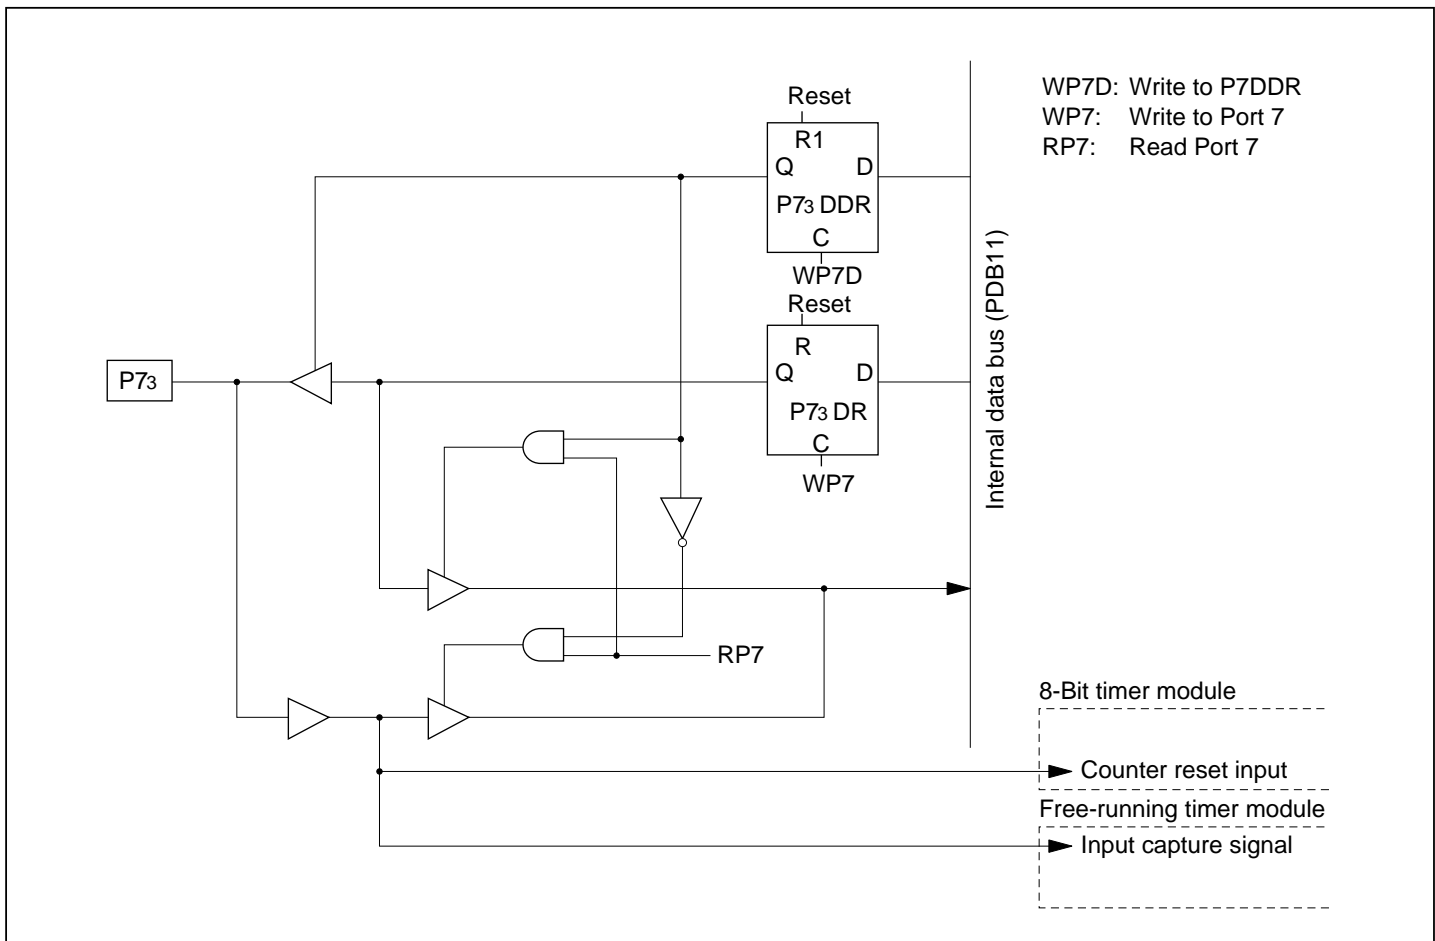 WP7D: Write to P7DDR
WP7: Write to Port 7
RP7: Read Port 7
Reset
R1
Q D
P73 DDR
C
WP7D
Reset
R
Q D
P73 DR
C
WP7
Internal data bus (PDB11)
P73
RP7
8-Bit timer module
Counter reset input
Free-running timer module
Input capture signal